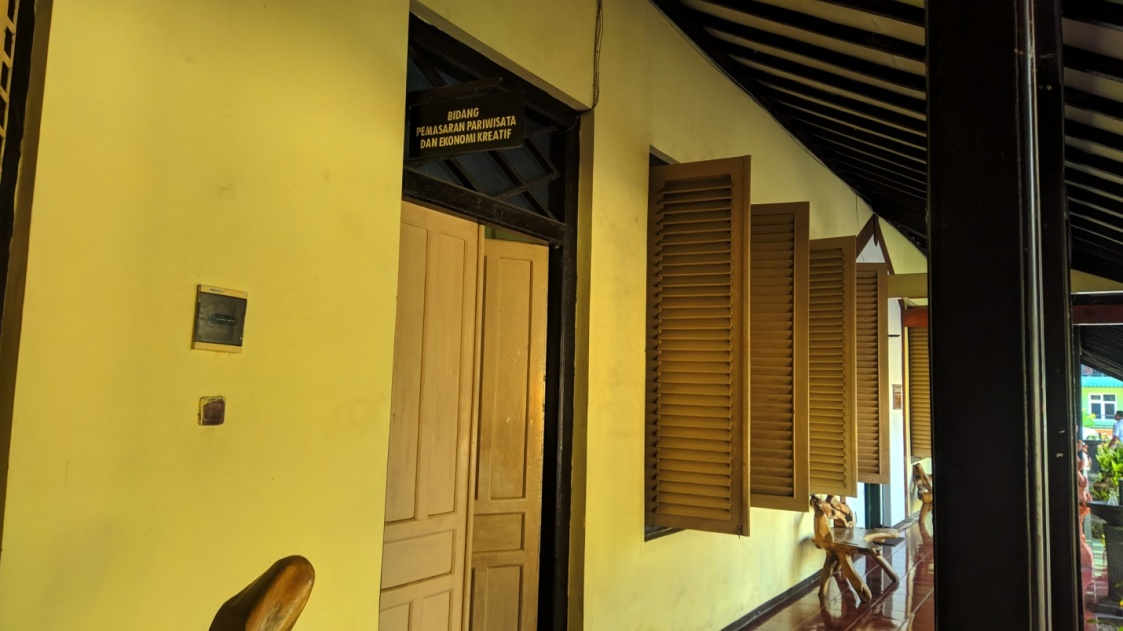 BIDANG
PEMASARAN PARIWISATA
DAN EKONOMI KREATIF